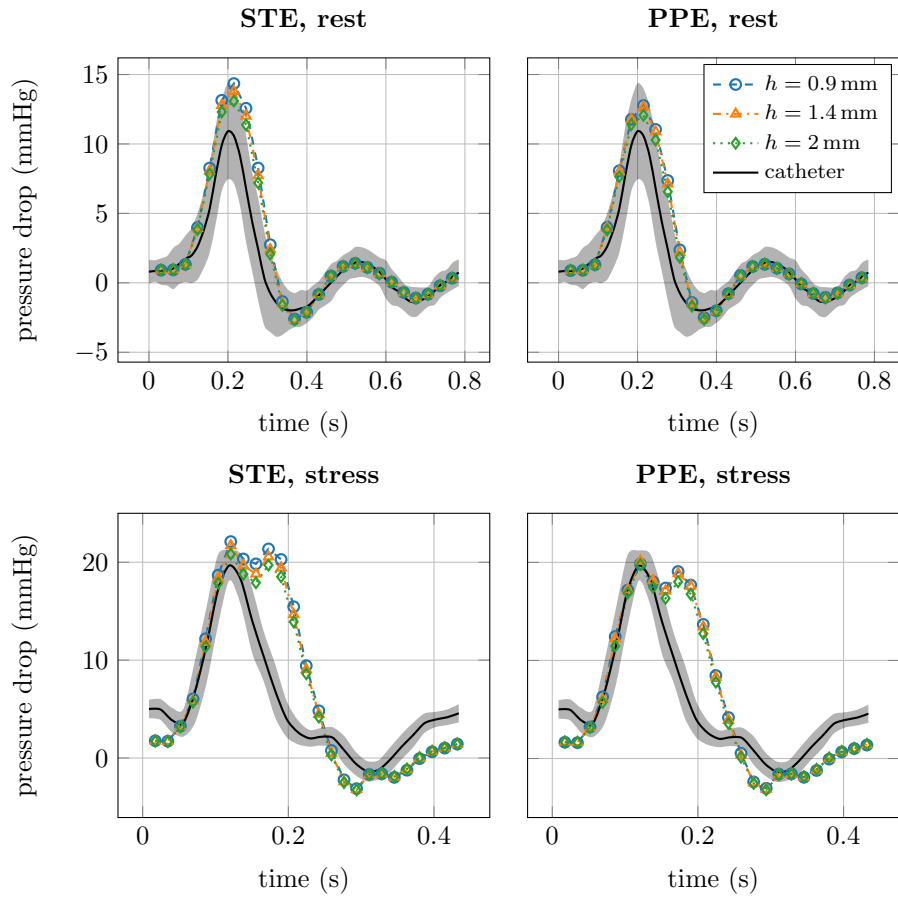 STE, rest
PPE, rest
pressure drop (mmHg)
15
10
5
0
−5
0
0.2
0.4
0.6
0.8
time (s)
h = 0.9 mm
h = 1.4 mm
h = 2 mm
catheter
0
0.2
0.4
0.6
0.8
time (s)
STE, stress
PPE, stress
pressure drop (mmHg)
20
10
0
0
0.2
0.4
time (s)
0
0.2
0.4
time (s)